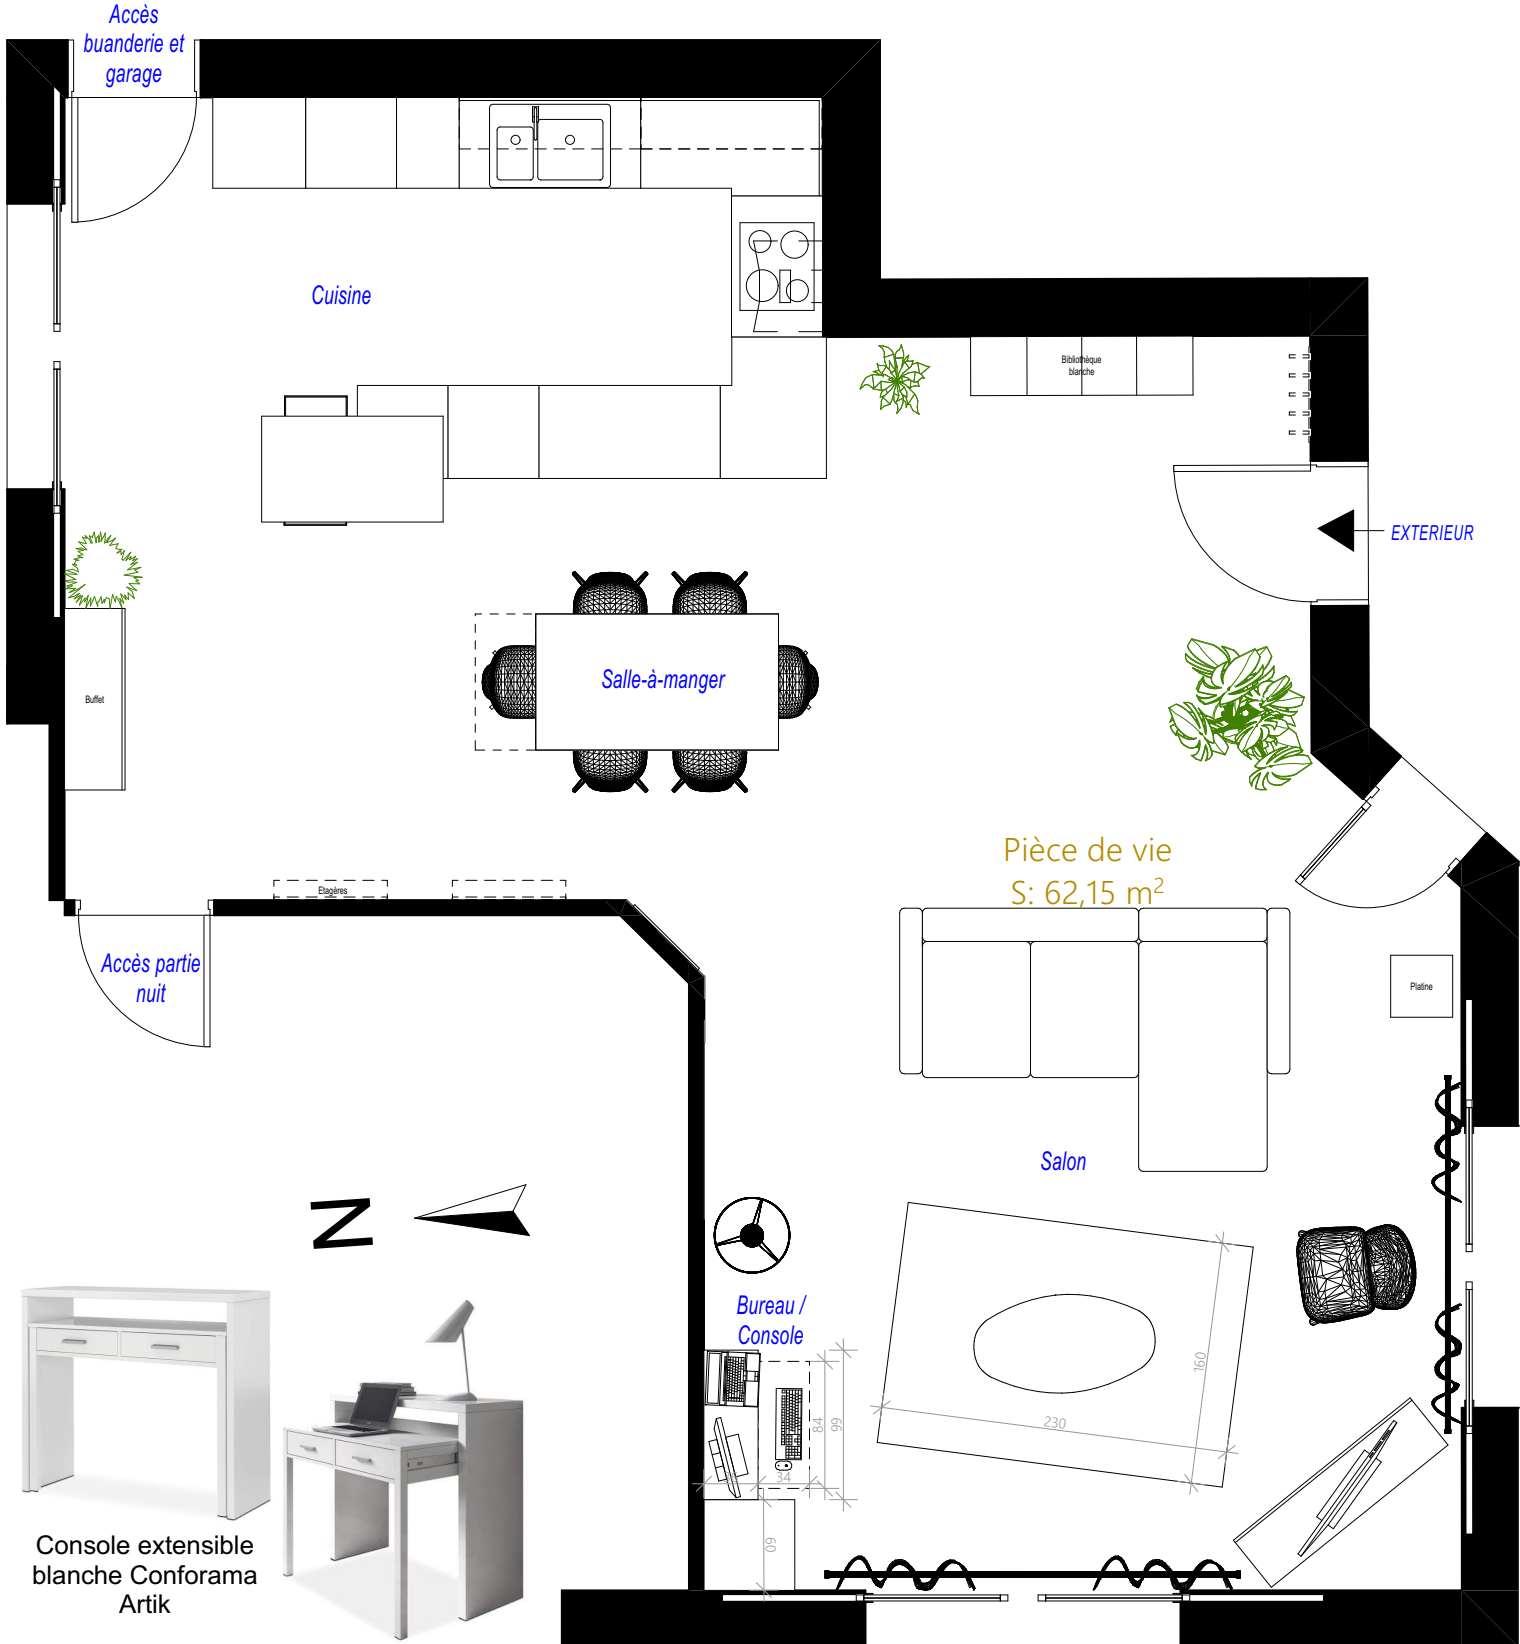 Accès
buanderie et
garage
Cuisine
Bibliothèque
blanche
EXTERIEUR
Buffet
Salle-à-manger
Pièce de vie
S: 62,15 m²
Etagères
Accès partie
nuit
Platine
Salon
N
Bureau /
Console
160
230
84
99
34
60
Console extensible
blanche Conforama
Artik